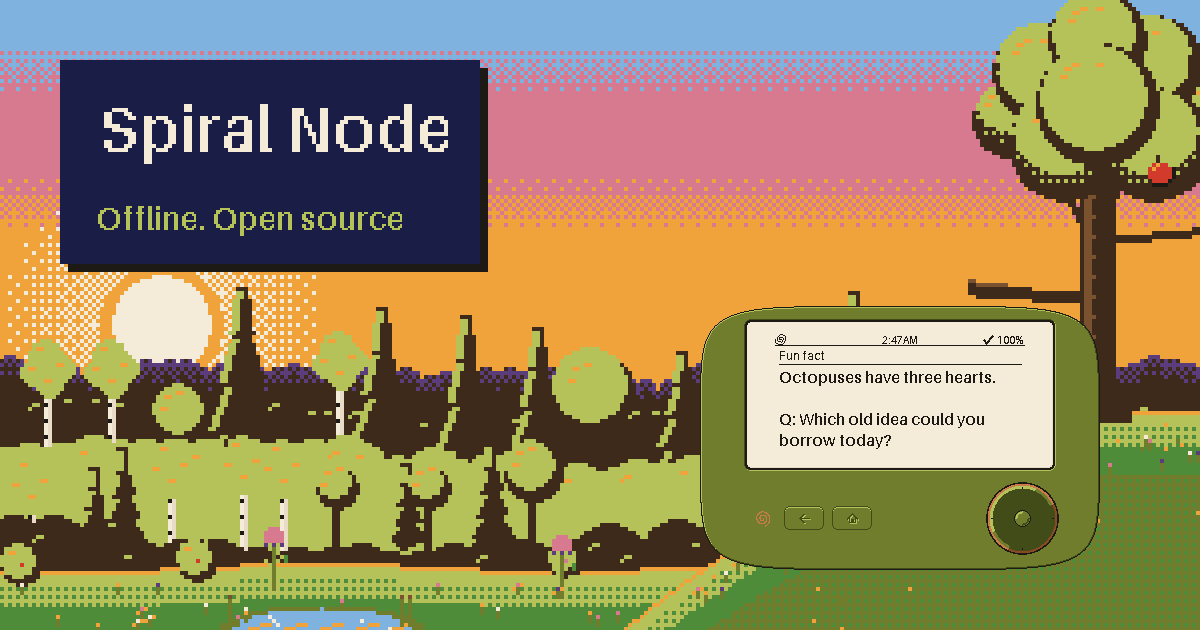 Spiral Node
Offline. Open source
2:47AM 100%
Fun fact
Octopuses have three hearts.
Q: Which old idea could you
borrow today?